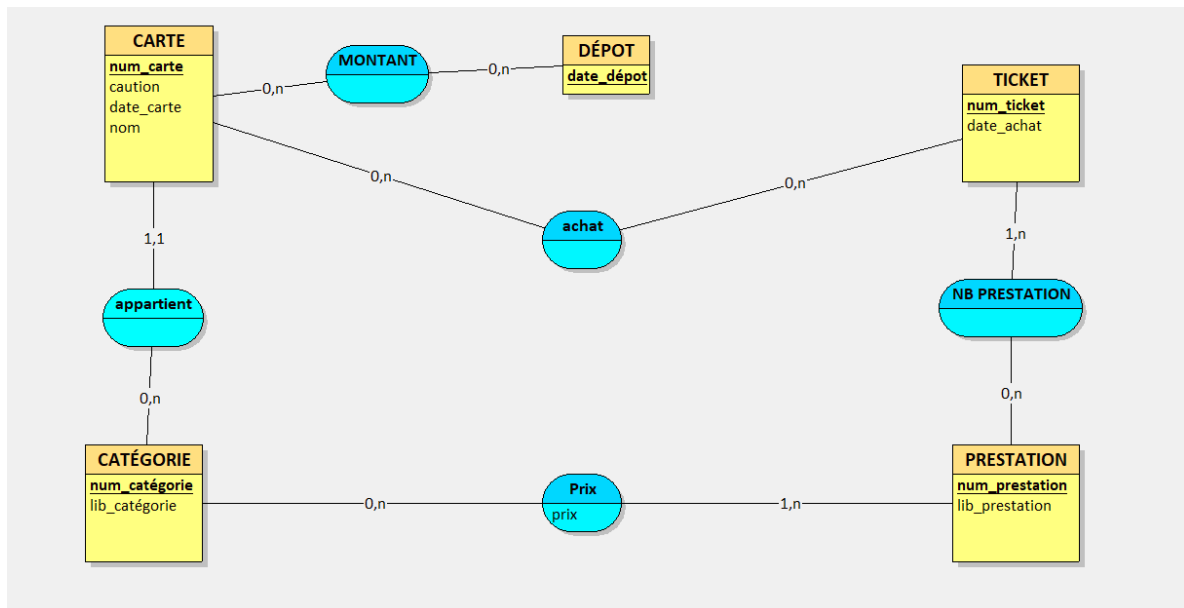 CARTE
num_carte
caution
date_carte
nom
MONTANT
DÉPOT
date_dépot
TICKET
num_ticket
date_achat
0,n
0,n
0,n
0,n
achat
1,1
1,n
appartient
NB PRESTATION
0,n
0,n
CATÉGORIE
num_catégorie
lib_catégorie
0,n
Prix
prix
1,n
PRESTATION
num_prestation
lib_prestation